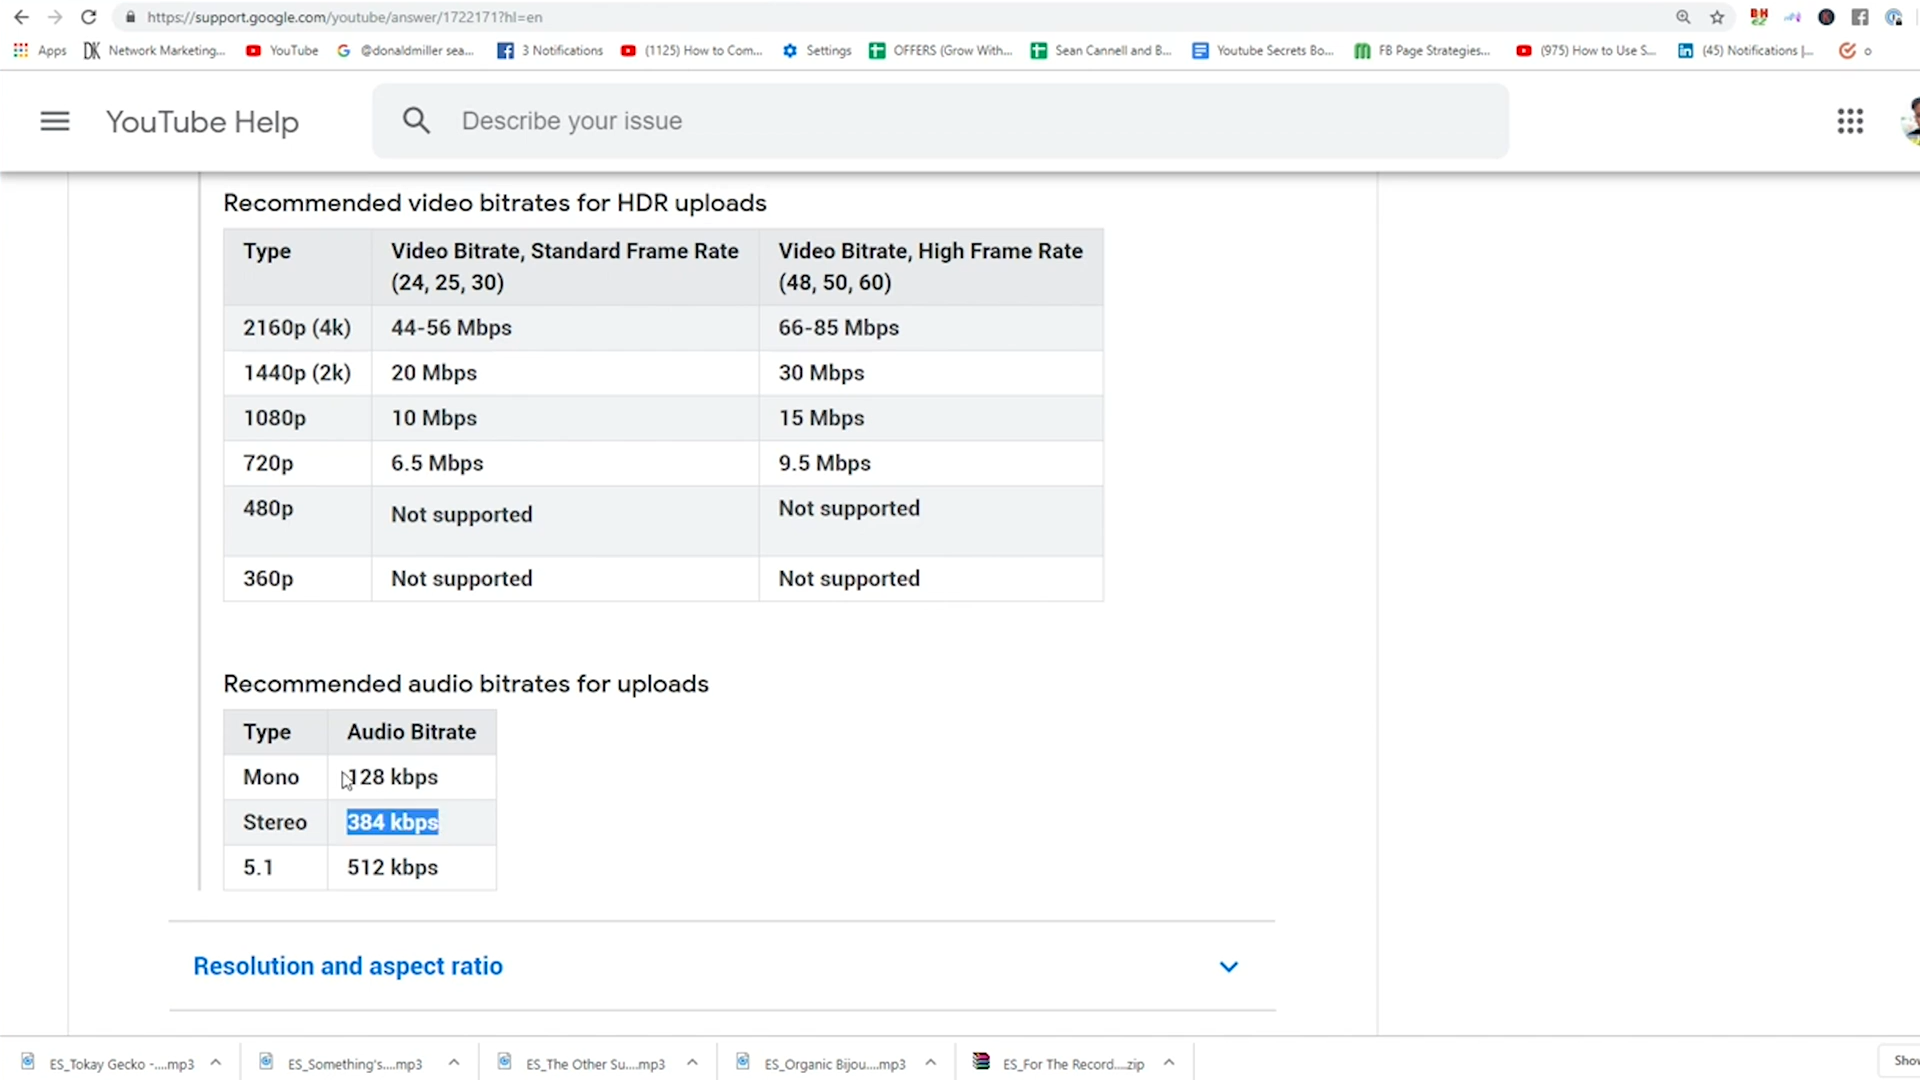 https://support.google.com/youtube/answer/1722171?hl=en
Apps
DK Network Marketing...
YouTube
@donaldmiller sea...
3 Notifications
(1125) How to Com...
Settings
OFFERS (Grow With...
Sean Cannell and B...
Youtube Secrets Bo...
FB Page Strategies...
(975) How to Use S...
(45) Notifications |...
YouTube Help
Describe your issue
Recommended video bitrates for HDR uploads
Type
Video Bitrate, Standard Frame Rate
(24, 25, 30)
Video Bitrate, High Frame Rate
(48, 50, 60)
2160p (4k)
44-56 Mbps
66-85 Mbps
1440p (2k)
20 Mbps
30 Mbps
1080p
10 Mbps
15 Mbps
720p
6.5 Mbps
9.5 Mbps
480p
Not supported
Not supported
360p
Not supported
Not supported
Recommended audio bitrates for uploads
Type
Audio Bitrate
Mono
128 kbps
Stereo
384 kbps
5.1
512 kbps
Resolution and aspect ratio
ES_Tokay Gecko -....mp3
ES_Something's....mp3
ES_The Other Su....mp3
ES_Organic Bijou....mp3
ES_For The Record....zip
Show